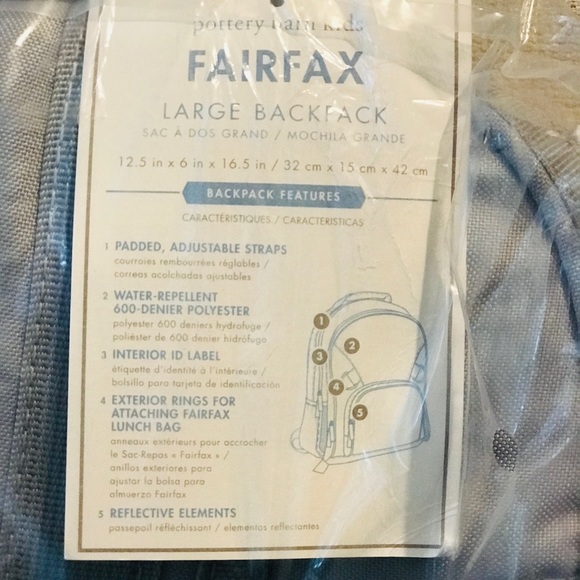 pottery barn kids
FAIRFAX
LARGE BACKPACK
SAC À DOS GRAND / MOCHILA GRANDE
12.5 in x 6 in x 16.5 in / 32 cm x 15 cm x 42 cm
BACKPACK FEATURES
CARACTÉRISTIQUES / CARACTERISTICAS
1 PADDED, ADJUSTABLE STRAPS
courroies rembourrées réglables /
correas acolchadas ajustables
2 WATER-REPELLENT
600-DENIER POLYESTER
polyester 600 deniers hydrofuge /
poliéster de 600 denier hidrófugo
3 INTERIOR ID LABEL
étiquette d'identité à l'intérieure /
bolsillo para tarjeta de identificación
4 EXTERIOR RINGS FOR
ATTACHING FAIRFAX
LUNCH BAG
anneaux extérieurs pour accrocher
le Sac-Repas « Fairfax » /
anillos exteriores para
ajustar la bolsa para
almuerzo Fairfax
5 REFLECTIVE ELEMENTS
passepoil réfléchissant / elementos reflectantes
1
2
3
4
5